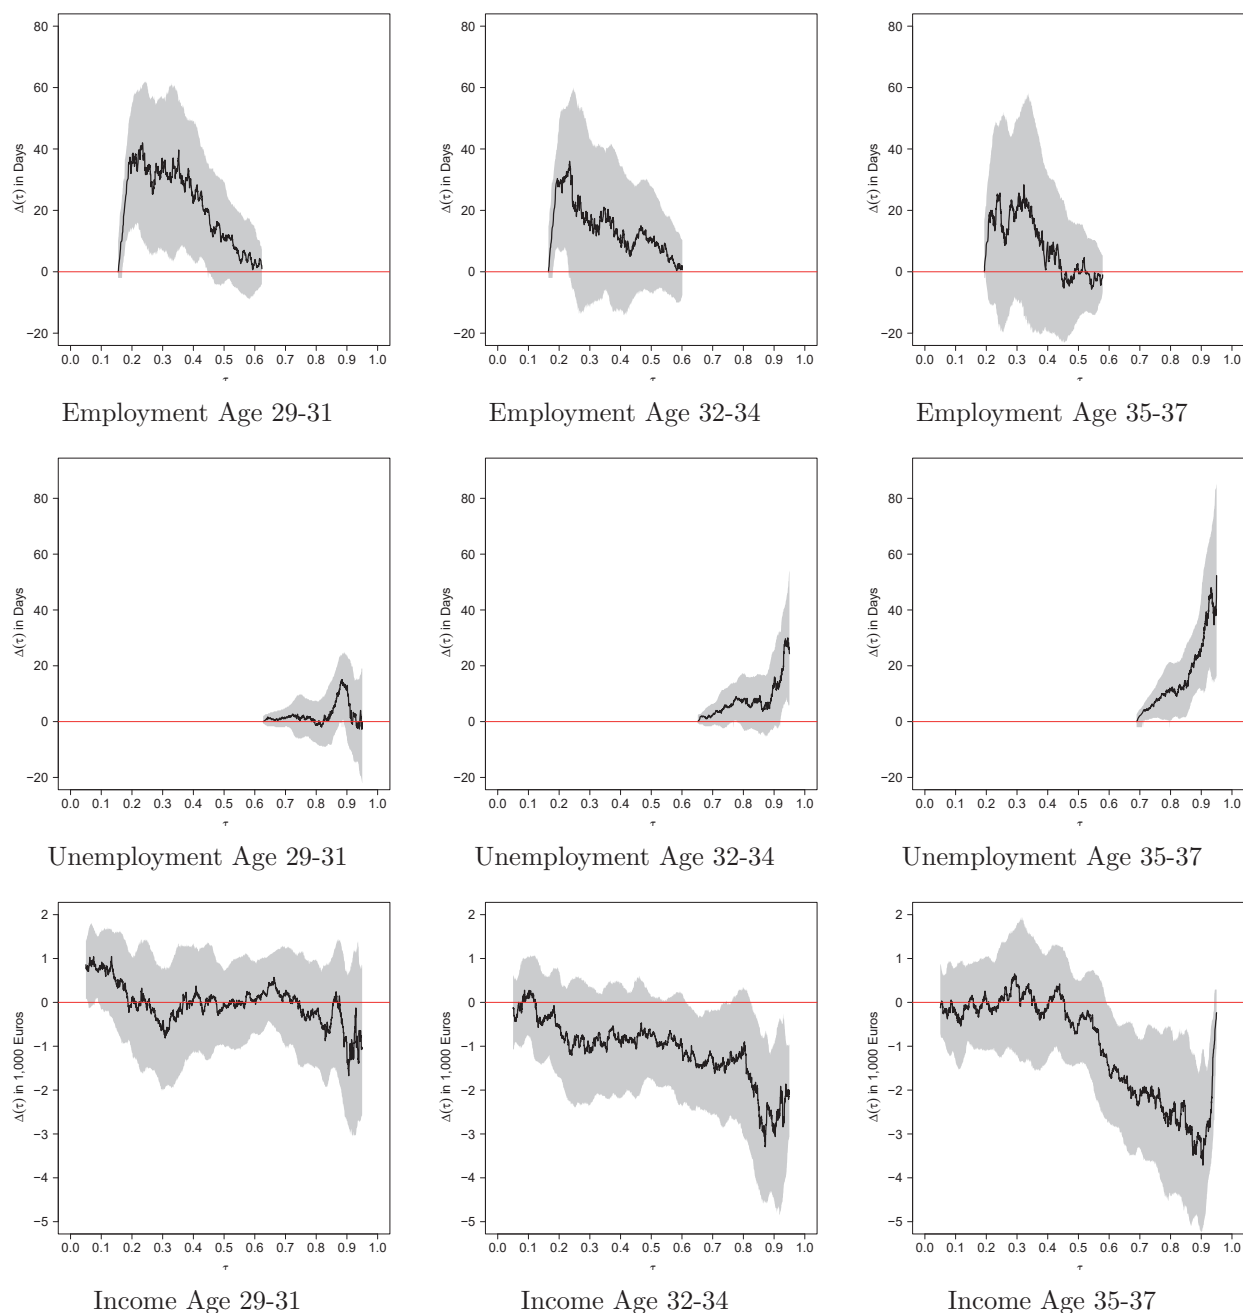 80
60
40
20
0
−20
Δ(τ) in Days
0.0 0.1 0.2 0.3 0.4 0.5 0.6 0.7 0.8 0.9 1.0
τ
Employment Age 29-31
80
60
40
20
0
−20
Δ(τ) in Days
0.0 0.1 0.2 0.3 0.4 0.5 0.6 0.7 0.8 0.9 1.0
τ
Employment Age 32-34
80
60
40
20
0
−20
Δ(τ) in Days
0.0 0.1 0.2 0.3 0.4 0.5 0.6 0.7 0.8 0.9 1.0
τ
Employment Age 35-37
80
60
40
20
0
−20
Δ(τ) in Days
0.0 0.1 0.2 0.3 0.4 0.5 0.6 0.7 0.8 0.9 1.0
τ
Unemployment Age 29-31
80
60
40
20
0
−20
Δ(τ) in Days
0.0 0.1 0.2 0.3 0.4 0.5 0.6 0.7 0.8 0.9 1.0
τ
Unemployment Age 32-34
80
60
40
20
0
−20
Δ(τ) in Days
0.0 0.1 0.2 0.3 0.4 0.5 0.6 0.7 0.8 0.9 1.0
τ
Unemployment Age 35-37
2
1
0
−1
−2
−3
−4
−5
Δ(τ) in 1,000 Euros
0.0 0.1 0.2 0.3 0.4 0.5 0.6 0.7 0.8 0.9 1.0
τ
Income Age 29-31
2
1
0
−1
−2
−3
−4
−5
Δ(τ) in 1,000 Euros
0.0 0.1 0.2 0.3 0.4 0.5 0.6 0.7 0.8 0.9 1.0
τ
Income Age 32-34
2
1
0
−1
−2
−3
−4
−5
Δ(τ) in 1,000 Euros
0.0 0.1 0.2 0.3 0.4 0.5 0.6 0.7 0.8 0.9 1.0
τ
Income Age 35-37